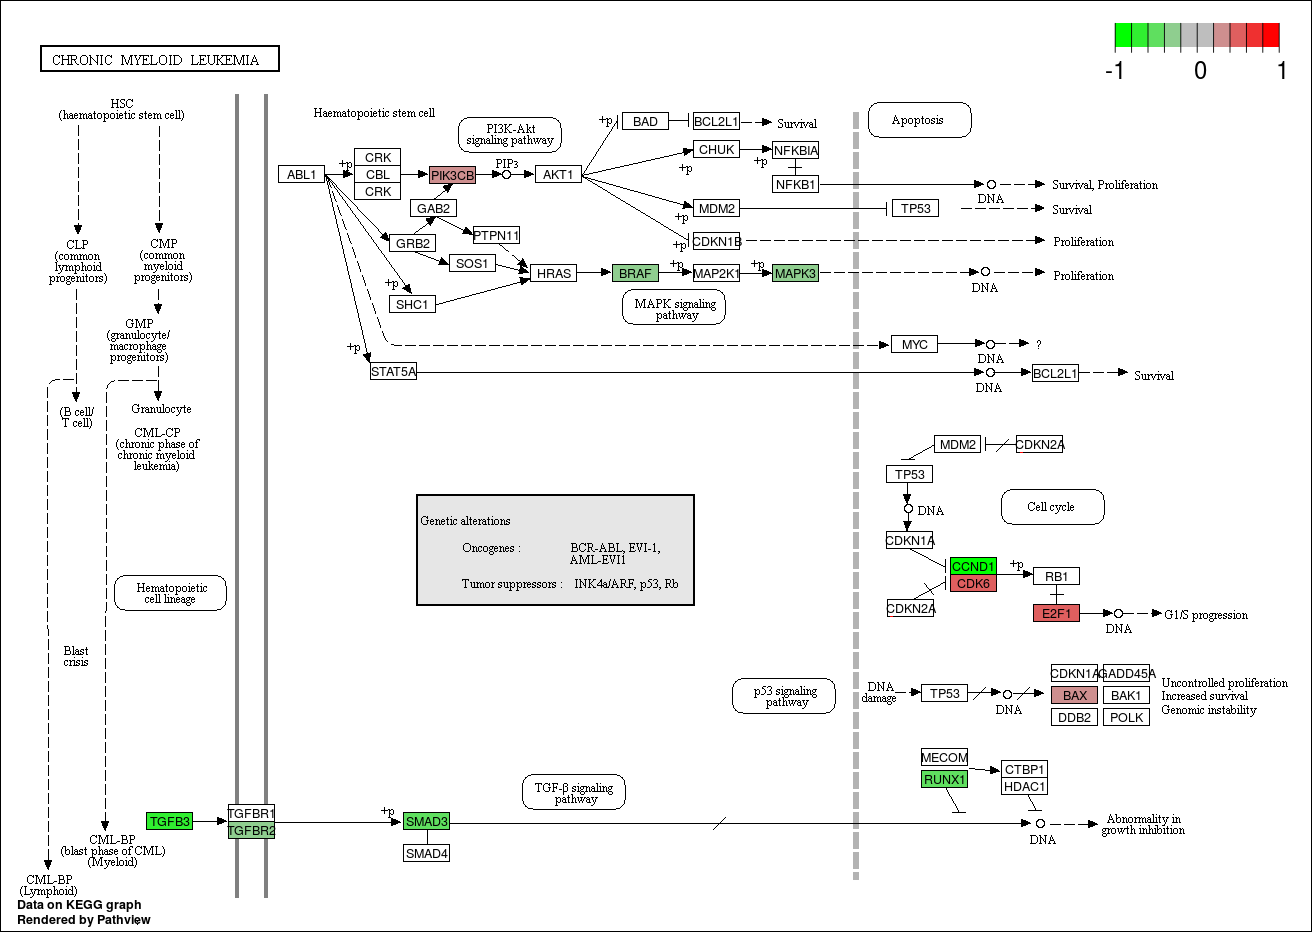 CHRONIC MYELOID LEUKEMIA
-1 0 1
HSC
(haematopoietic stem cell)
CLP
(common
lymphoid
progenitors)
CMP
(common
myeloid
progenitors)
GMP
(granulocyte/
macrophage
progenitors)
(B cell/
T cell)
Granulocyte
CML-CP
(chronic phase of
chronic myeloid
leukemia)
Hematopoietic
cell lineage
Blast
crisis
CML-BP
(blast phase of CML)
(Myeloid)
CML-BP
(Lymphoid)
Data on KEGG graph
Rendered by Pathview
Haematopoietic stem cell
PI3K-Akt
signaling pathway
Apoptosis
ABL1
+p
CRK
CBL
CRK
PIK3CB
PIP3
AKT1
+p
BAD
BCL2L1
Survival
CHUK
+p
NFKBIA
+p
NFKB1
DNA
Survival, Proliferation
GAB2
MDM2
+p
TP53
Survival
GRB2
PTPN11
CDKN1B
+p
Proliferation
SOS1
HRAS
BRAF
+p
MAP2K1
+p
MAPK3
DNA
Proliferation
+p
SHC1
MAPK signaling
pathway
+p
STAT5A
MYC
DNA
?
DNA
BCL2L1
Survival
MDM2
CDKN2A
TP53
DNA
Cell cycle
CDKN1A
CCND1
CDK6
+p
RB1
CDKN2A
E2F1
DNA
G1/S progression
Genetic alterations
Oncogenes : BCR-ABL, EVI-1,
AML-EVI1
Tumor suppressors : INK4a/ARF, p53, Rb
p53 signaling
pathway
DNA
damage
TP53
DNA
CDKN1A
GADD45A
BAX
BAK1
DDB2
POLK
Uncontrolled proliferation
Increased survival
Genomic instability
MECOM
RUNX1
CTBP1
HDAC1
TGF-β signaling
pathway
TGFB3
TGFBR1
TGFBR2
+p
SMAD3
SMAD4
DNA
Abnormality in
growth inhibition